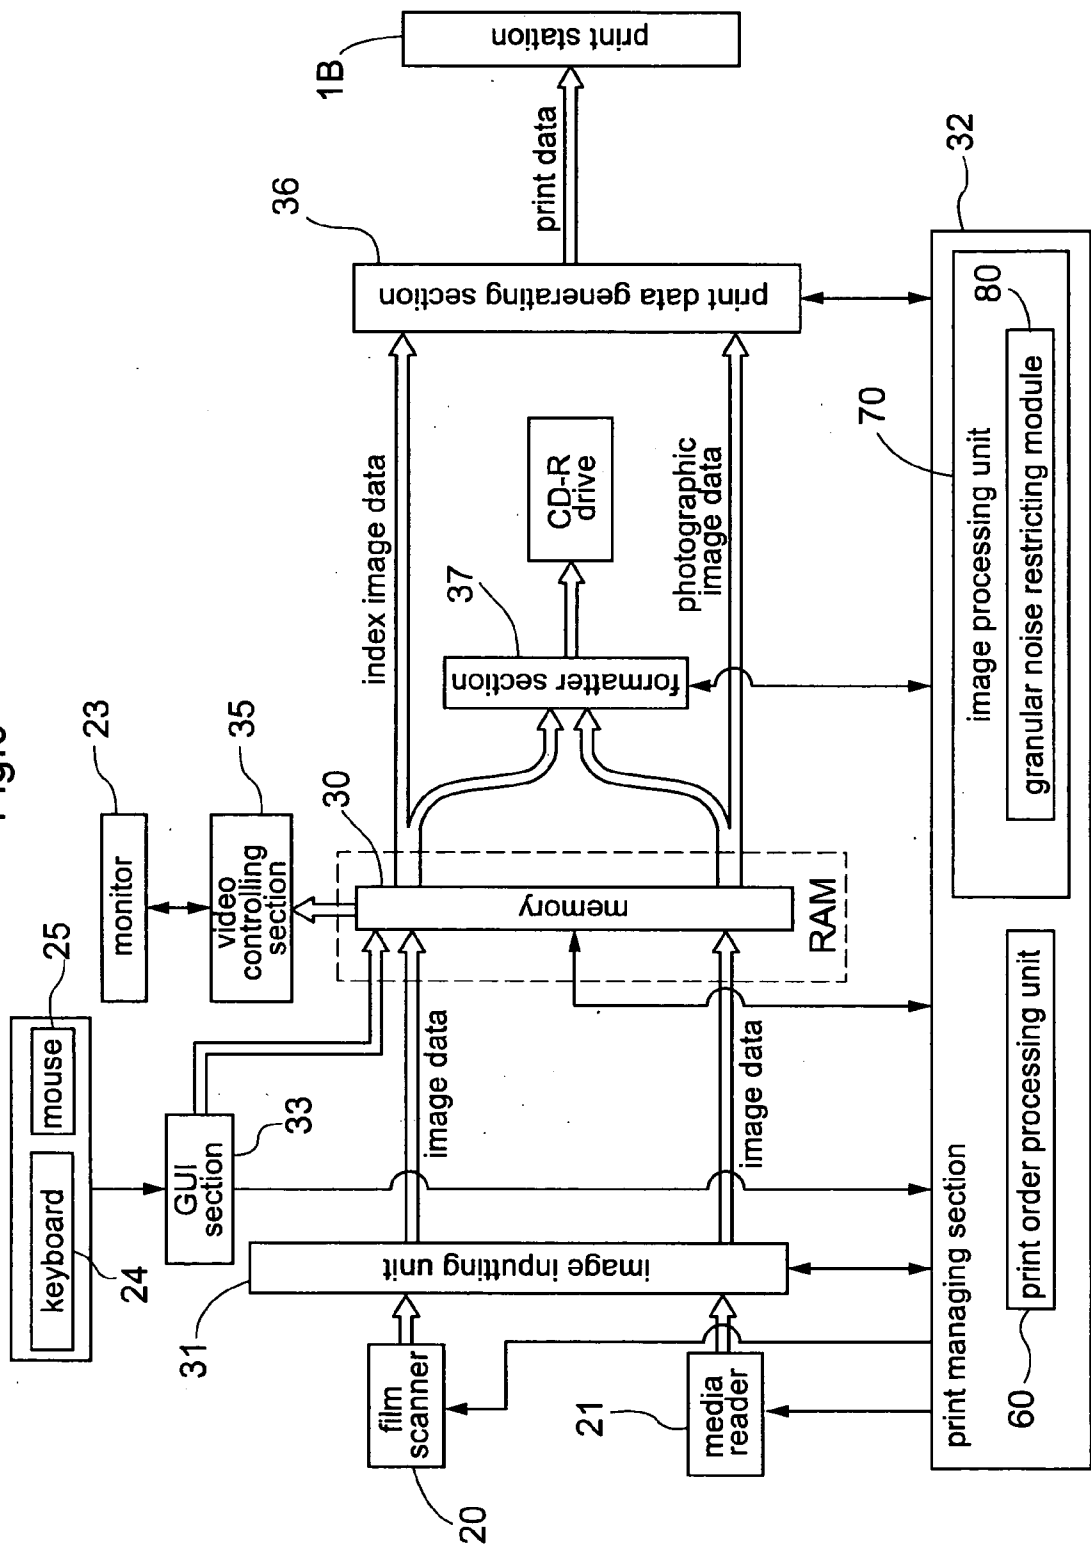 keyboard
mouse
25
24
GUI
section
33
monitor
23
video
controlling
section
35
31
image inputting unit
film
scanner
20
media
reader
21
image data
image data
memory
30
RAM
index image data
photographic
image data
formatter section
37
CD-R
drive
print data generating section
36
print data
print station
1B
print managing section
32
print order processing unit
60
image processing unit
70
granular noise restricting module
80